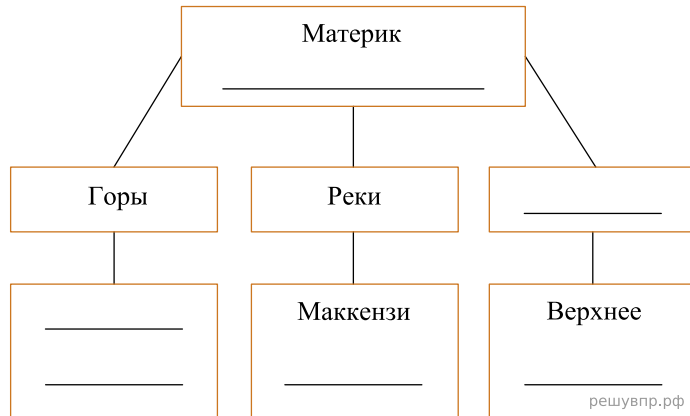 Материк
Горы
Реки
Маккензи
Верхнее
решувпр.рф